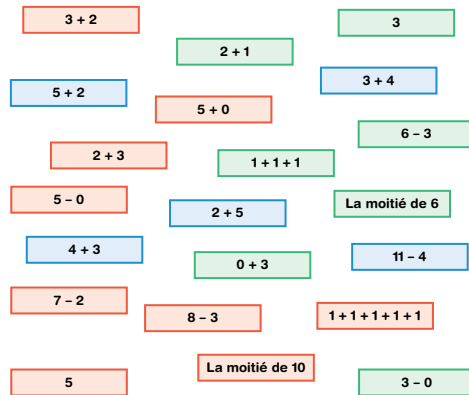 3 + 2
3
2 + 1
3 + 4
5 + 2
5 + 0
6 – 3
2 + 3
1 + 1 + 1
5 – 0
La moitié de 6
2 + 5
4 + 3
11 – 4
0 + 3
7 – 2
8 – 3
1 + 1 + 1 + 1 + 1
La moitié de 10
5
3 – 0